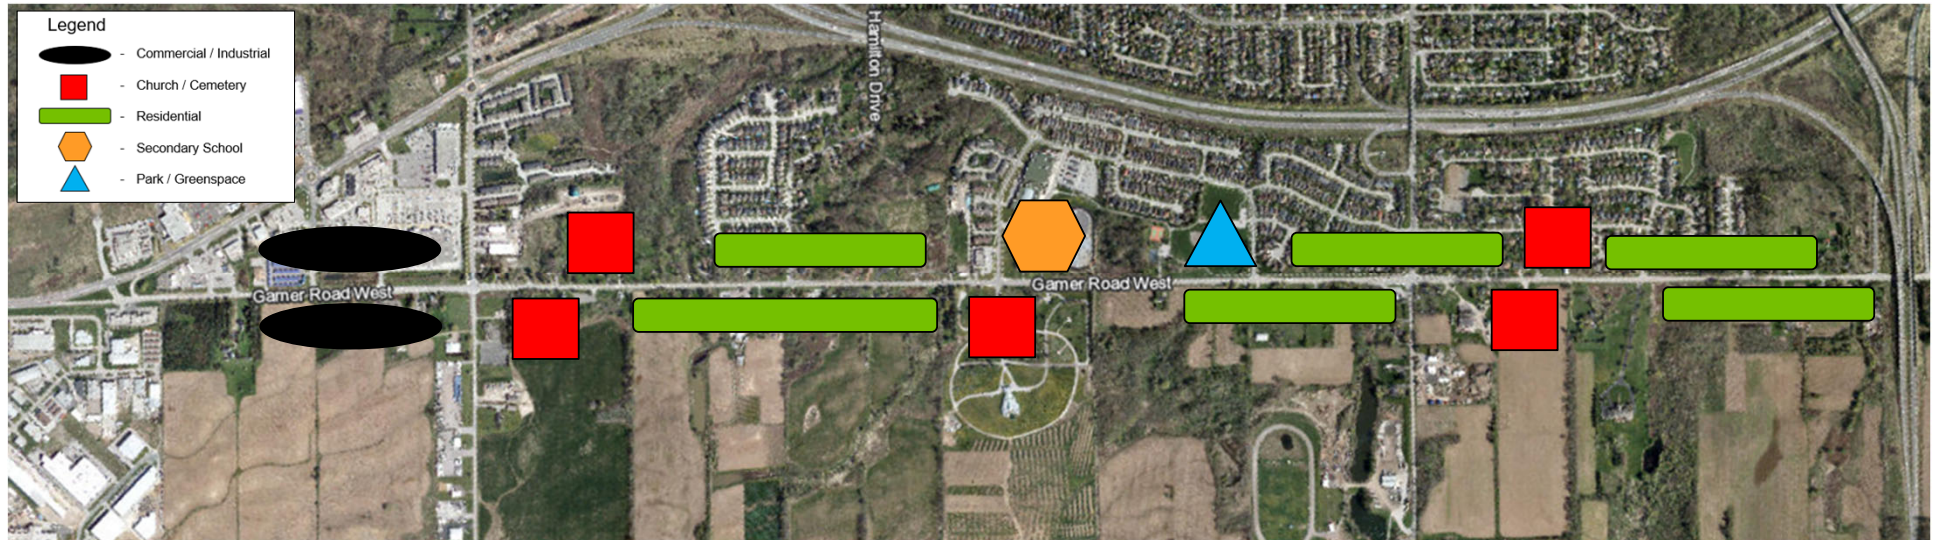 Legend
- Commercial / Industrial
- Church / Cemetery
- Residential
- Secondary School
- Park / Greenspace
Hamilton Drive
Garner Road West
Garner Road West